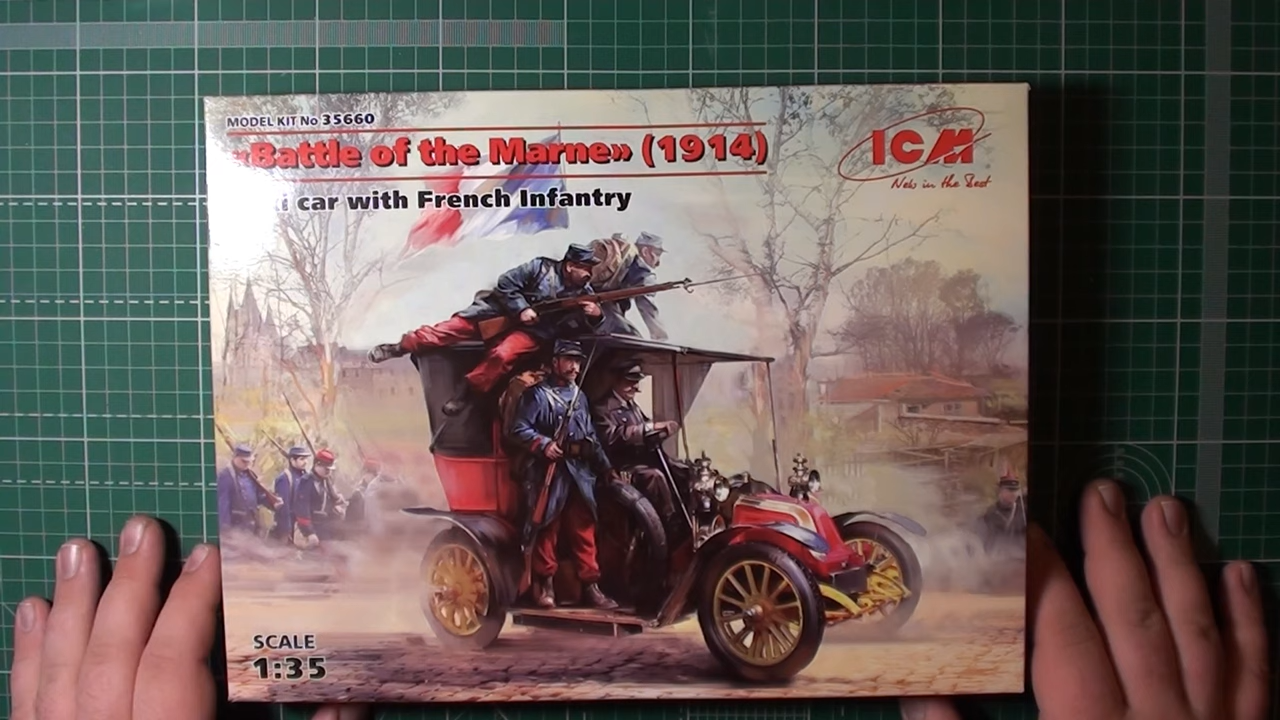 MODEL KIT No 35660
«Battle of the Marne» (1914)
car with French Infantry
ICM
New in the Best
SCALE
1:35